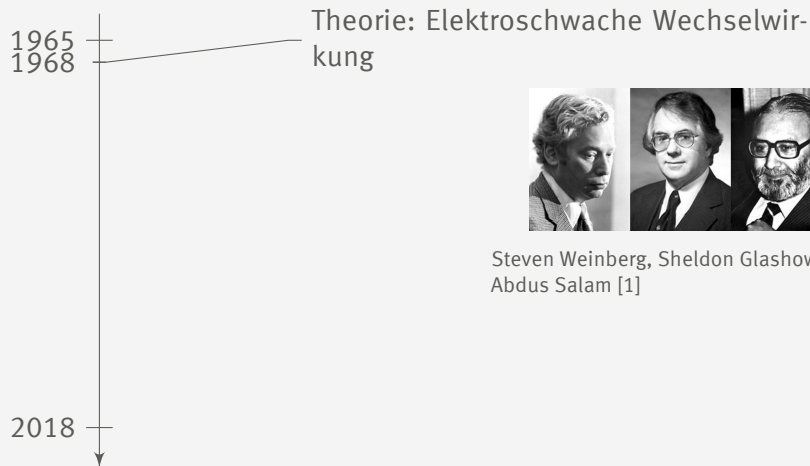 Theorie: Elektroschwache Wechselwir-
kung
1965
1968
Steven Weinberg, Sheldon Glashow
Abdus Salam [1]
2018